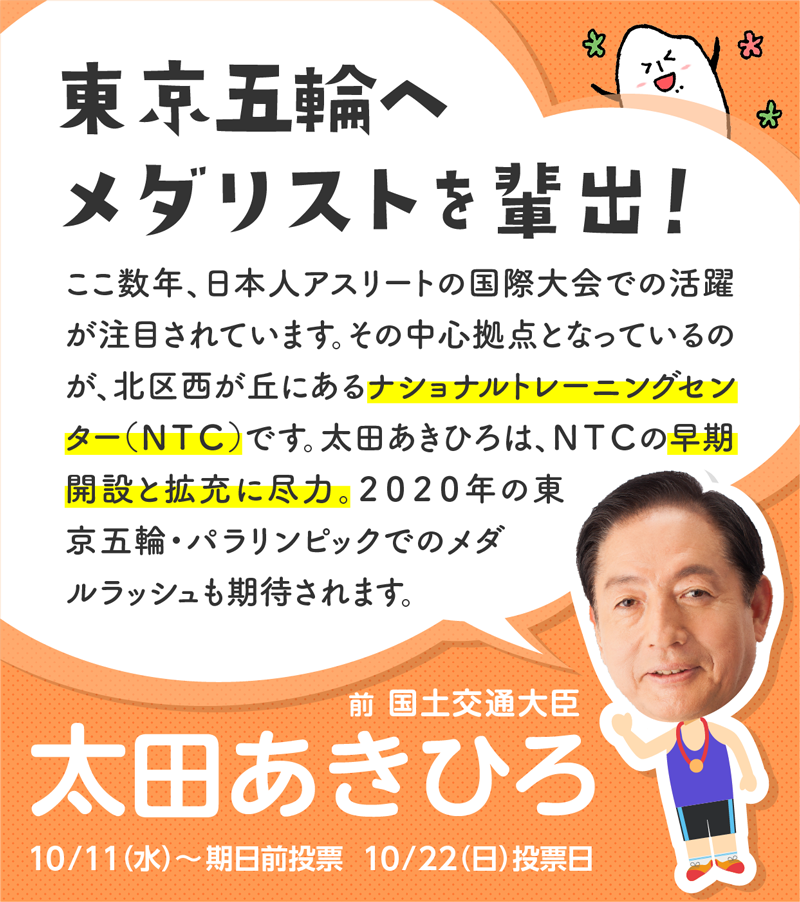 東京五輪へ
メダリストを輩出！
ここ数年、日本人アスリートの国際大会での活躍
が注目されています。その中心拠点となっているの
が、北区西が丘にあるナショナルトレーニングセン
ター（ＮＴＣ）です。太田あきひろは、ＮＴＣの早期
開設と拡充に尽力。２０２０年の東
京五輪・パラリンピックでのメダ
ルラッシュも期待されます。
前 国土交通大臣
太田あきひろ
10/11（水）～期日前投票 10/22（日）投票日